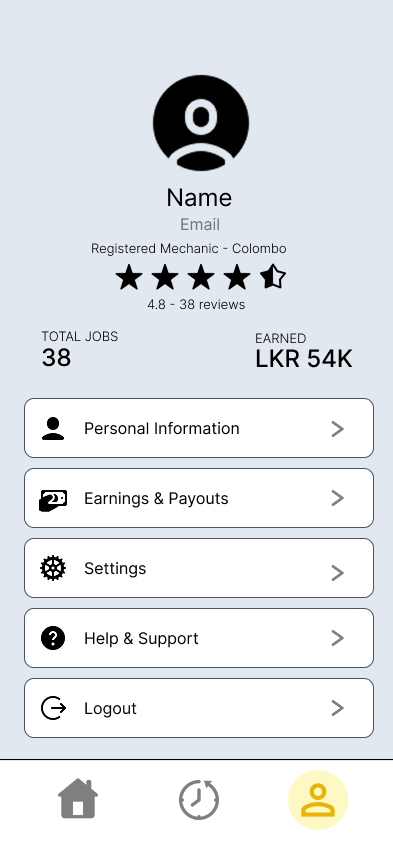 Name
Email
Registered Mechanic - Colombo
4.8 - 38 reviews
TOTAL JOBS
38
EARNED
LKR 54K
Personal Information
Earnings & Payouts
Settings
Help & Support
Logout